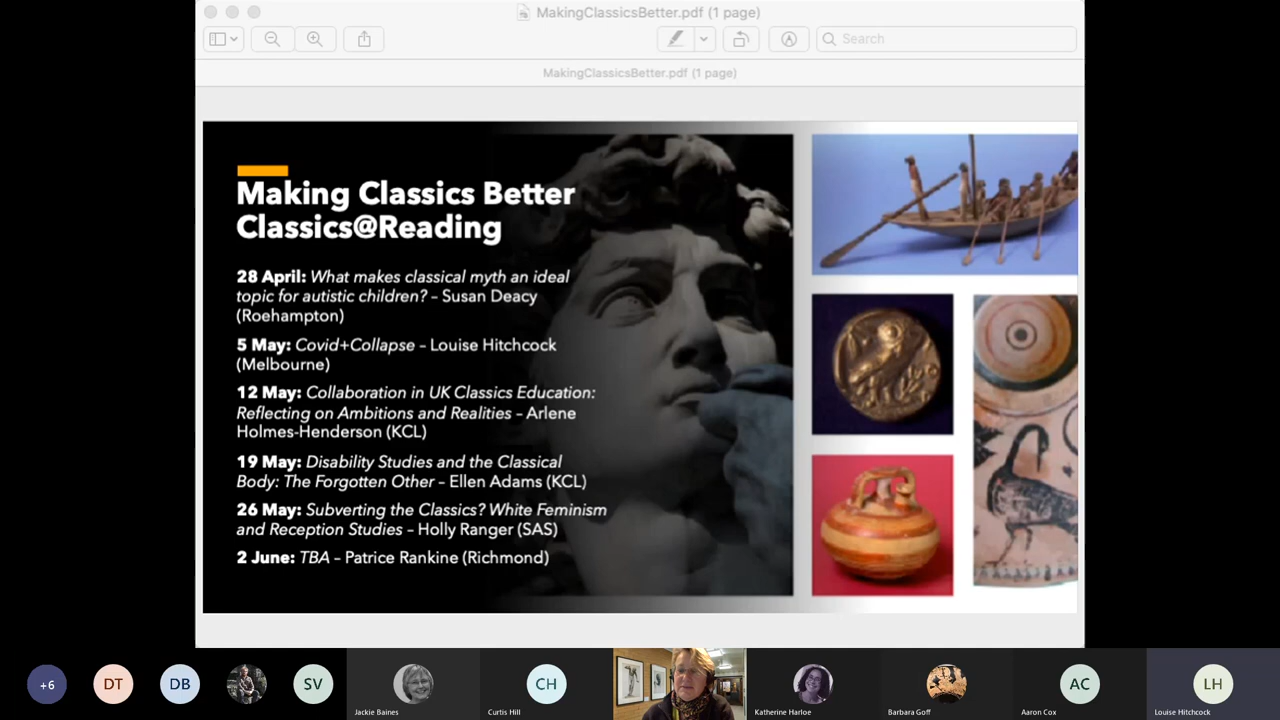 MakingClassicsBetter.pdf (1 page)
Search
MakingClassicsBetter.pdf (1 page)
Making Classics Better
Classics@Reading
28 April: What makes classical myth an ideal
topic for autistic children? – Susan Deacy
(Roehampton)
5 May: Covid+Collapse – Louise Hitchcock
(Melbourne)
12 May: Collaboration in UK Classics Education:
Reflecting on Ambitions and Realities – Arlene
Holmes-Henderson (KCL)
19 May: Disability Studies and the Classical
Body: The Forgotten Other – Ellen Adams (KCL)
26 May: Subverting the Classics? White Feminism
and Reception Studies – Holly Ranger (SAS)
2 June: TBA – Patrice Rankine (Richmond)
+6
DT
DB
SV
Jackie Baines
CH
Curtis Hill
Katherine Harloe
Barbara Goff
AC
Aaron Cox
LH
Louise Hitchcock